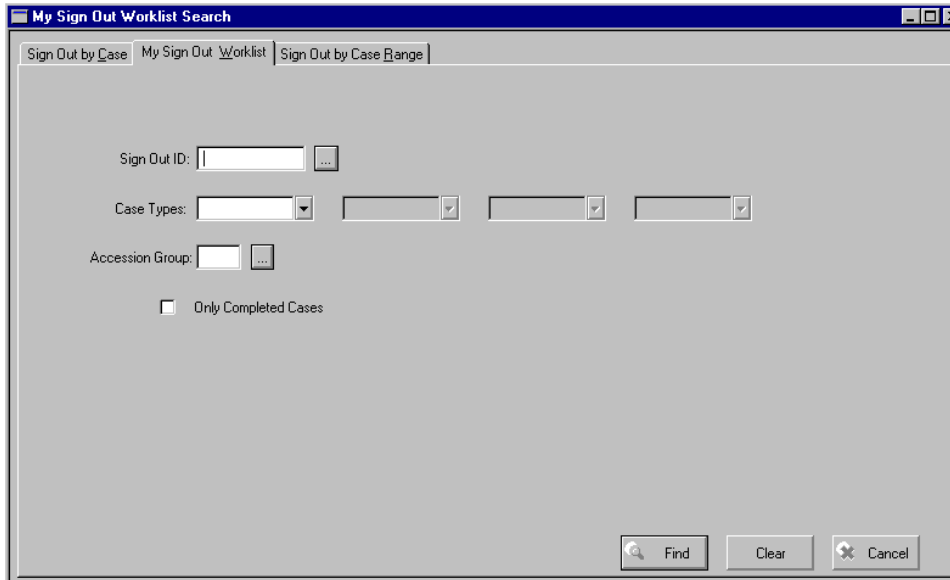 My Sign Out Worklist Search
Sign Out by Case My Sign Out Worklist Sign Out by Case Range
Sign Out ID: ...
Case Types:
Accession Group: ...
Only Completed Cases
Find Clear Cancel